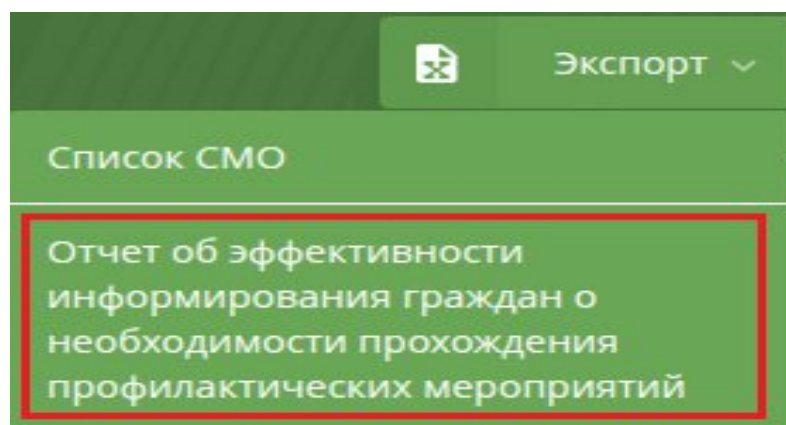 Экспорт
Список СМО
Отчет об эффективности
информирования граждан о
необходимости прохождения
профилактических мероприятий